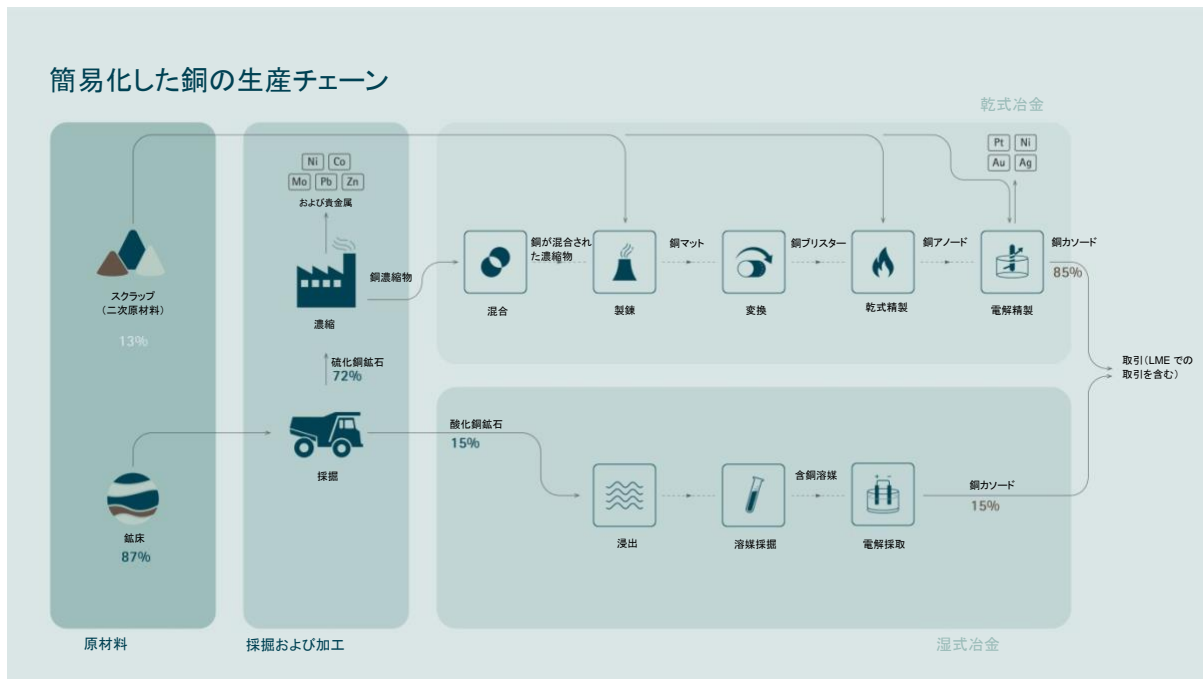 簡易化した銅の生産チェーン
乾式冶金
Ni Co
Mo Pb Zn
および貴金属
スクラップ
（二次原材料）
13%
鉱床
87%
原材料
濃縮
硫化銅鉱石
72%
採掘
採掘および加工
銅濃縮物
混合
銅が混合され
た濃縮物
製錬
銅マット
変換
銅ブリスター
乾式精製
銅アノード
Pt Ni
Au Ag
電解精製
銅カソード
85%
酸化銅鉱石
15%
浸出
溶媒採掘
含銅溶媒
電解採取
銅カソード
15%
湿式冶金
取引（LME での
取引を含む）